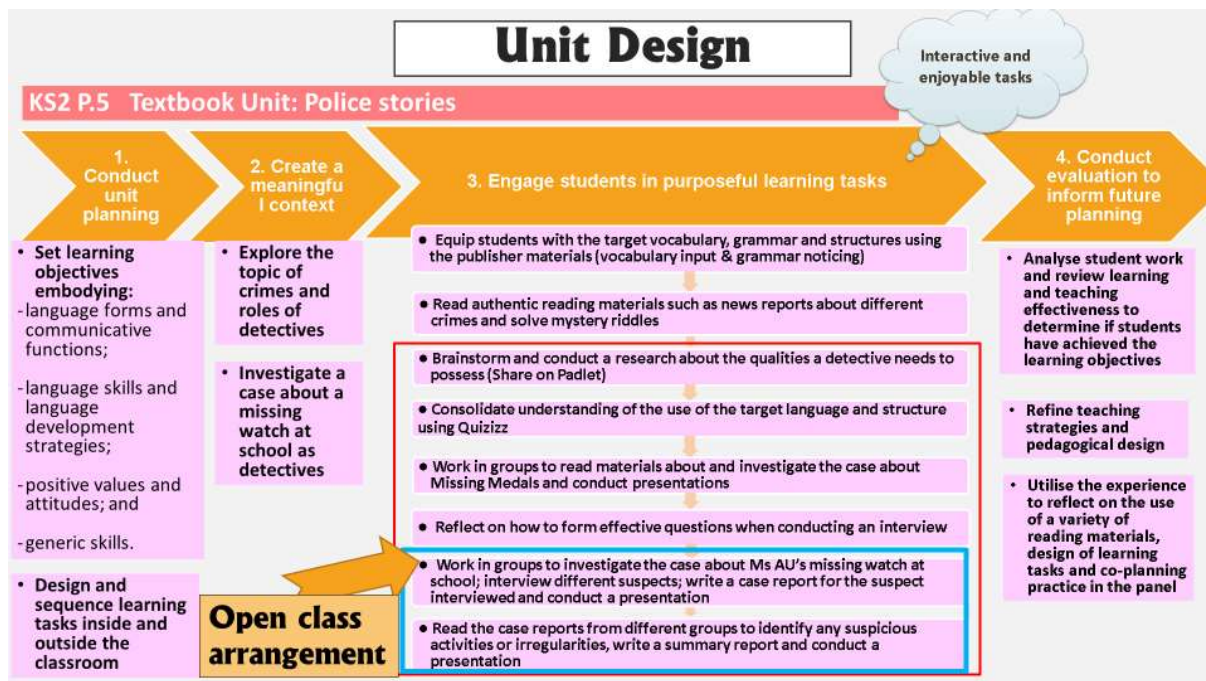 Unit Design
Interactive and
enjoyable tasks
KS2 P.5 Textbook Unit: Police stories
1.
Conduct
unit
planning
2. Create a
meaningfu
l context
3. Engage students in purposeful learning tasks
4. Conduct
evaluation to
inform future
planning
• Set learning
objectives
embodying:
-language forms and
communicative
functions;
-language skills and
language
development
strategies;
-positive values and
attitudes; and
-generic skills.
• Design and
sequence learning
tasks inside and
outside the
classroom
• Explore the
topic of
crimes and
roles of
detectives
• Investigate a
case about a
missing
watch at
school as
detectives
• Equip students with the target vocabulary, grammar and structures using
the publisher materials (vocabulary input & grammar noticing)
• Read authentic reading materials such as news reports about different
crimes and solve mystery riddles
• Brainstorm and conduct a research about the qualities a detective needs to
possess (Share on Padlet)
• Consolidate understanding of the use of the target language and structure
using Quizizz
• Work in groups to read materials about and investigate the case about
Missing Medals and conduct presentations
• Reflect on how to form effective questions when conducting an interview
• Work in groups to investigate the case about Ms AU's missing watch at
school; interview different suspects; write a case report for the suspect
interviewed and conduct a presentation
• Read the case reports from different groups to identify any suspicious
activities or irregularities, write a summary report and conduct a
presentation
Open class
arrangement
• Analyse student work
and review learning
and teaching
effectiveness to
determine if students
have achieved the
learning objectives
• Refine teaching
strategies and
pedagogical design
• Utilise the experience
to reflect on the use
of a variety of
reading materials,
design of learning
tasks and co-planning
practice in the panel